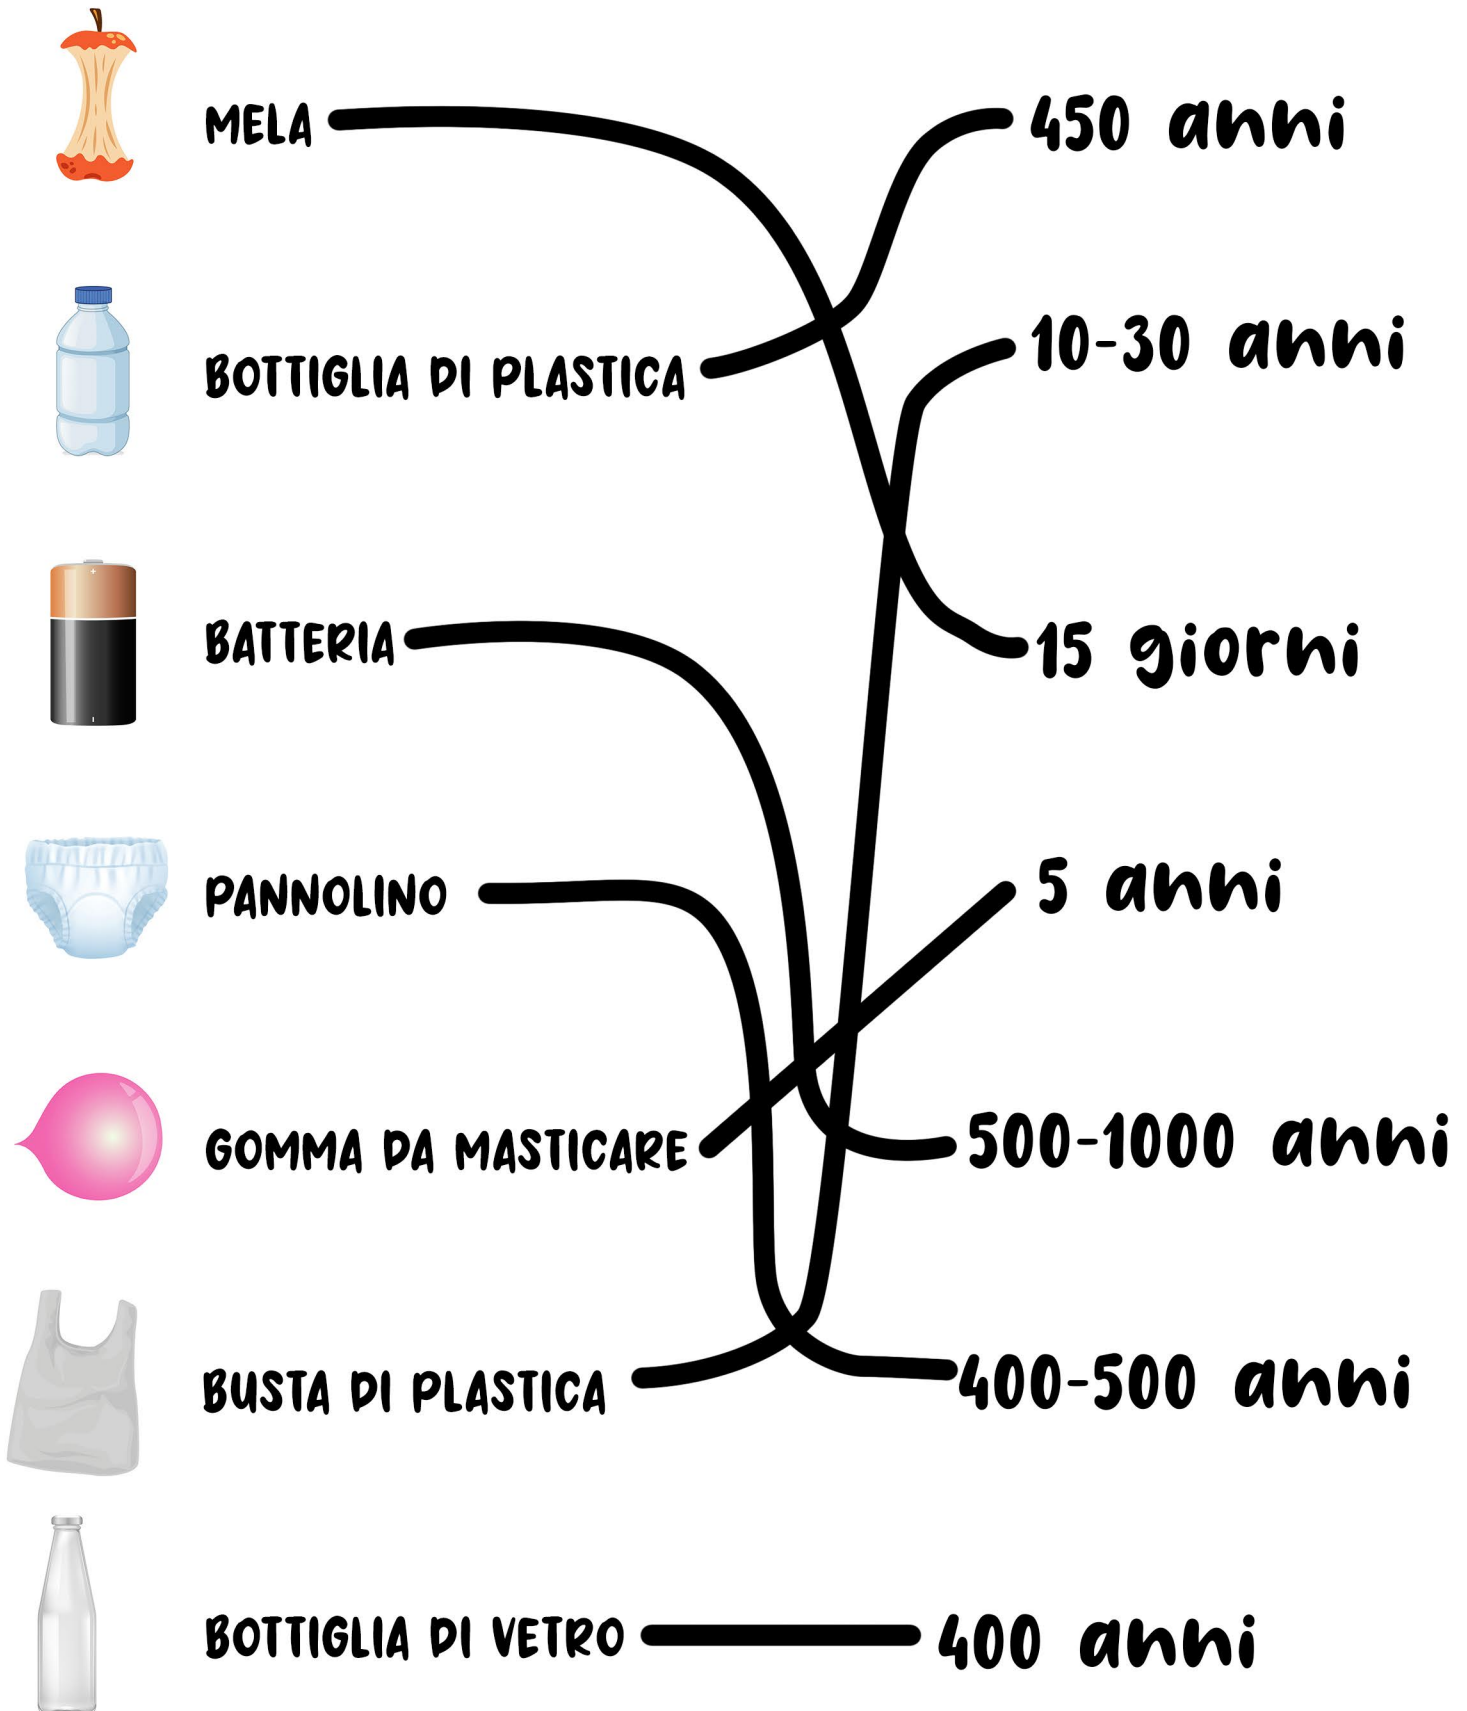 MELA 450 anni
BOTTIGLIA DI PLASTICA 10-30 anni
BATTERIA 15 giorni
PANNOLINO 5 anni
GOMMA DA MASTICARE 500-1000 anni
BUSTA DI PLASTICA 400-500 anni
BOTTIGLIA DI VETRO 400 anni